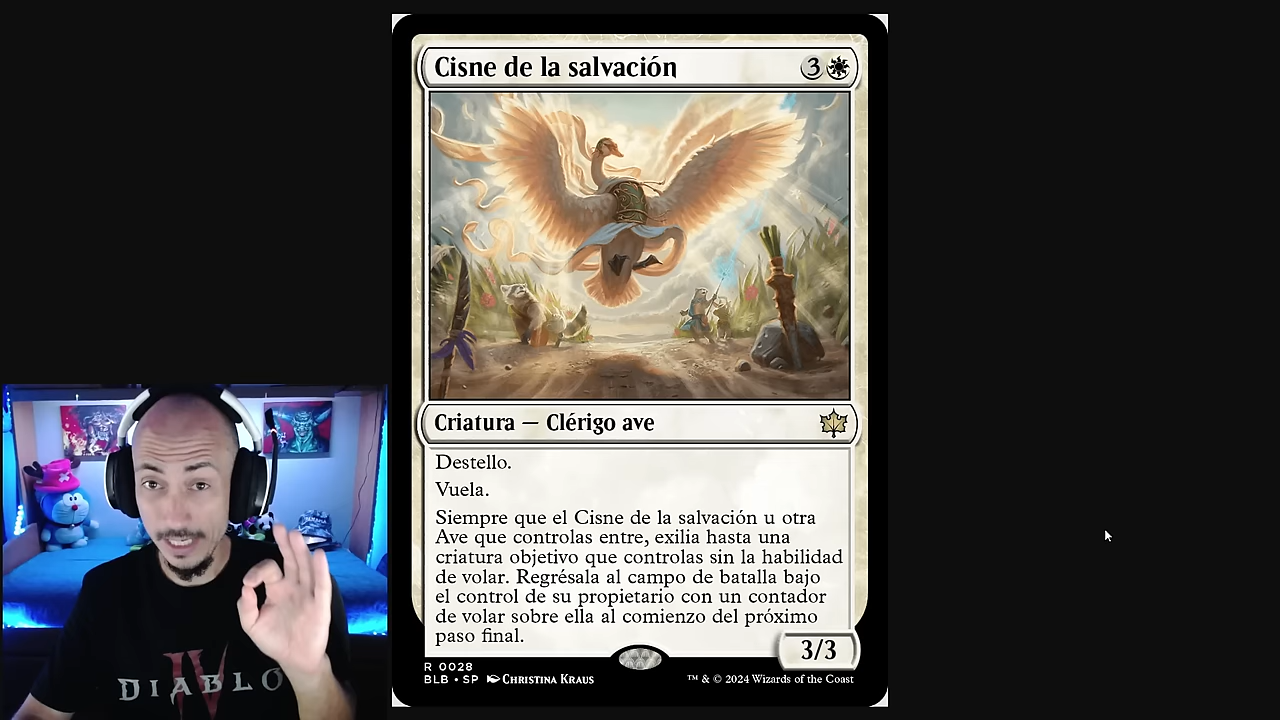 Cisne de la salvación
3
Criatura — Clérigo ave
Destello.
Vuela.
Siempre que el Cisne de la salvación u otra
Ave que controlas entre, exilia hasta una
criatura objetivo que controlas sin la habilidad
de volar. Regrésala al campo de batalla bajo
el control de su propietario con un contador
de volar sobre ella al comienzo del próximo
paso final.
3/3
R 0028
BLB • SP Christina Kraus
™ & © 2024 Wizards of the Coast
DIABLO
IV